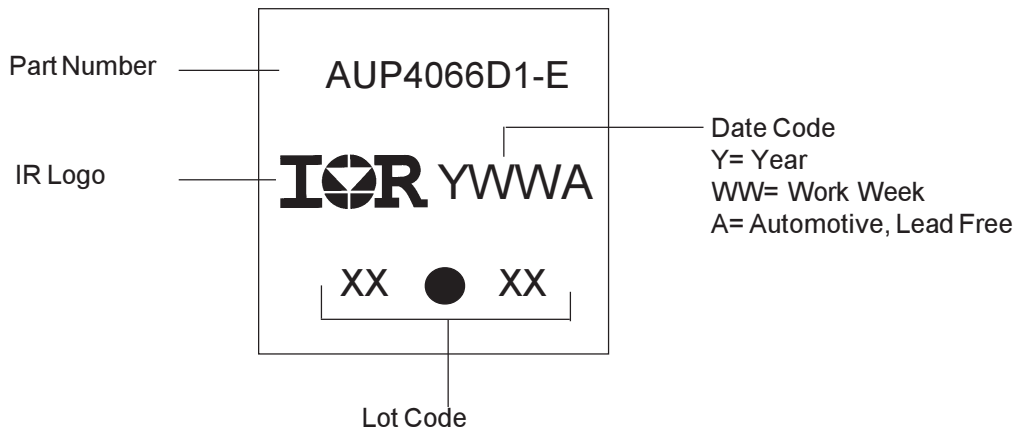 Part Number
AUP4066D1-E
IR Logo
IOR YWWA
Date Code
Y= Year
WW= Work Week
A= Automotive, Lead Free
XX XX
Lot Code